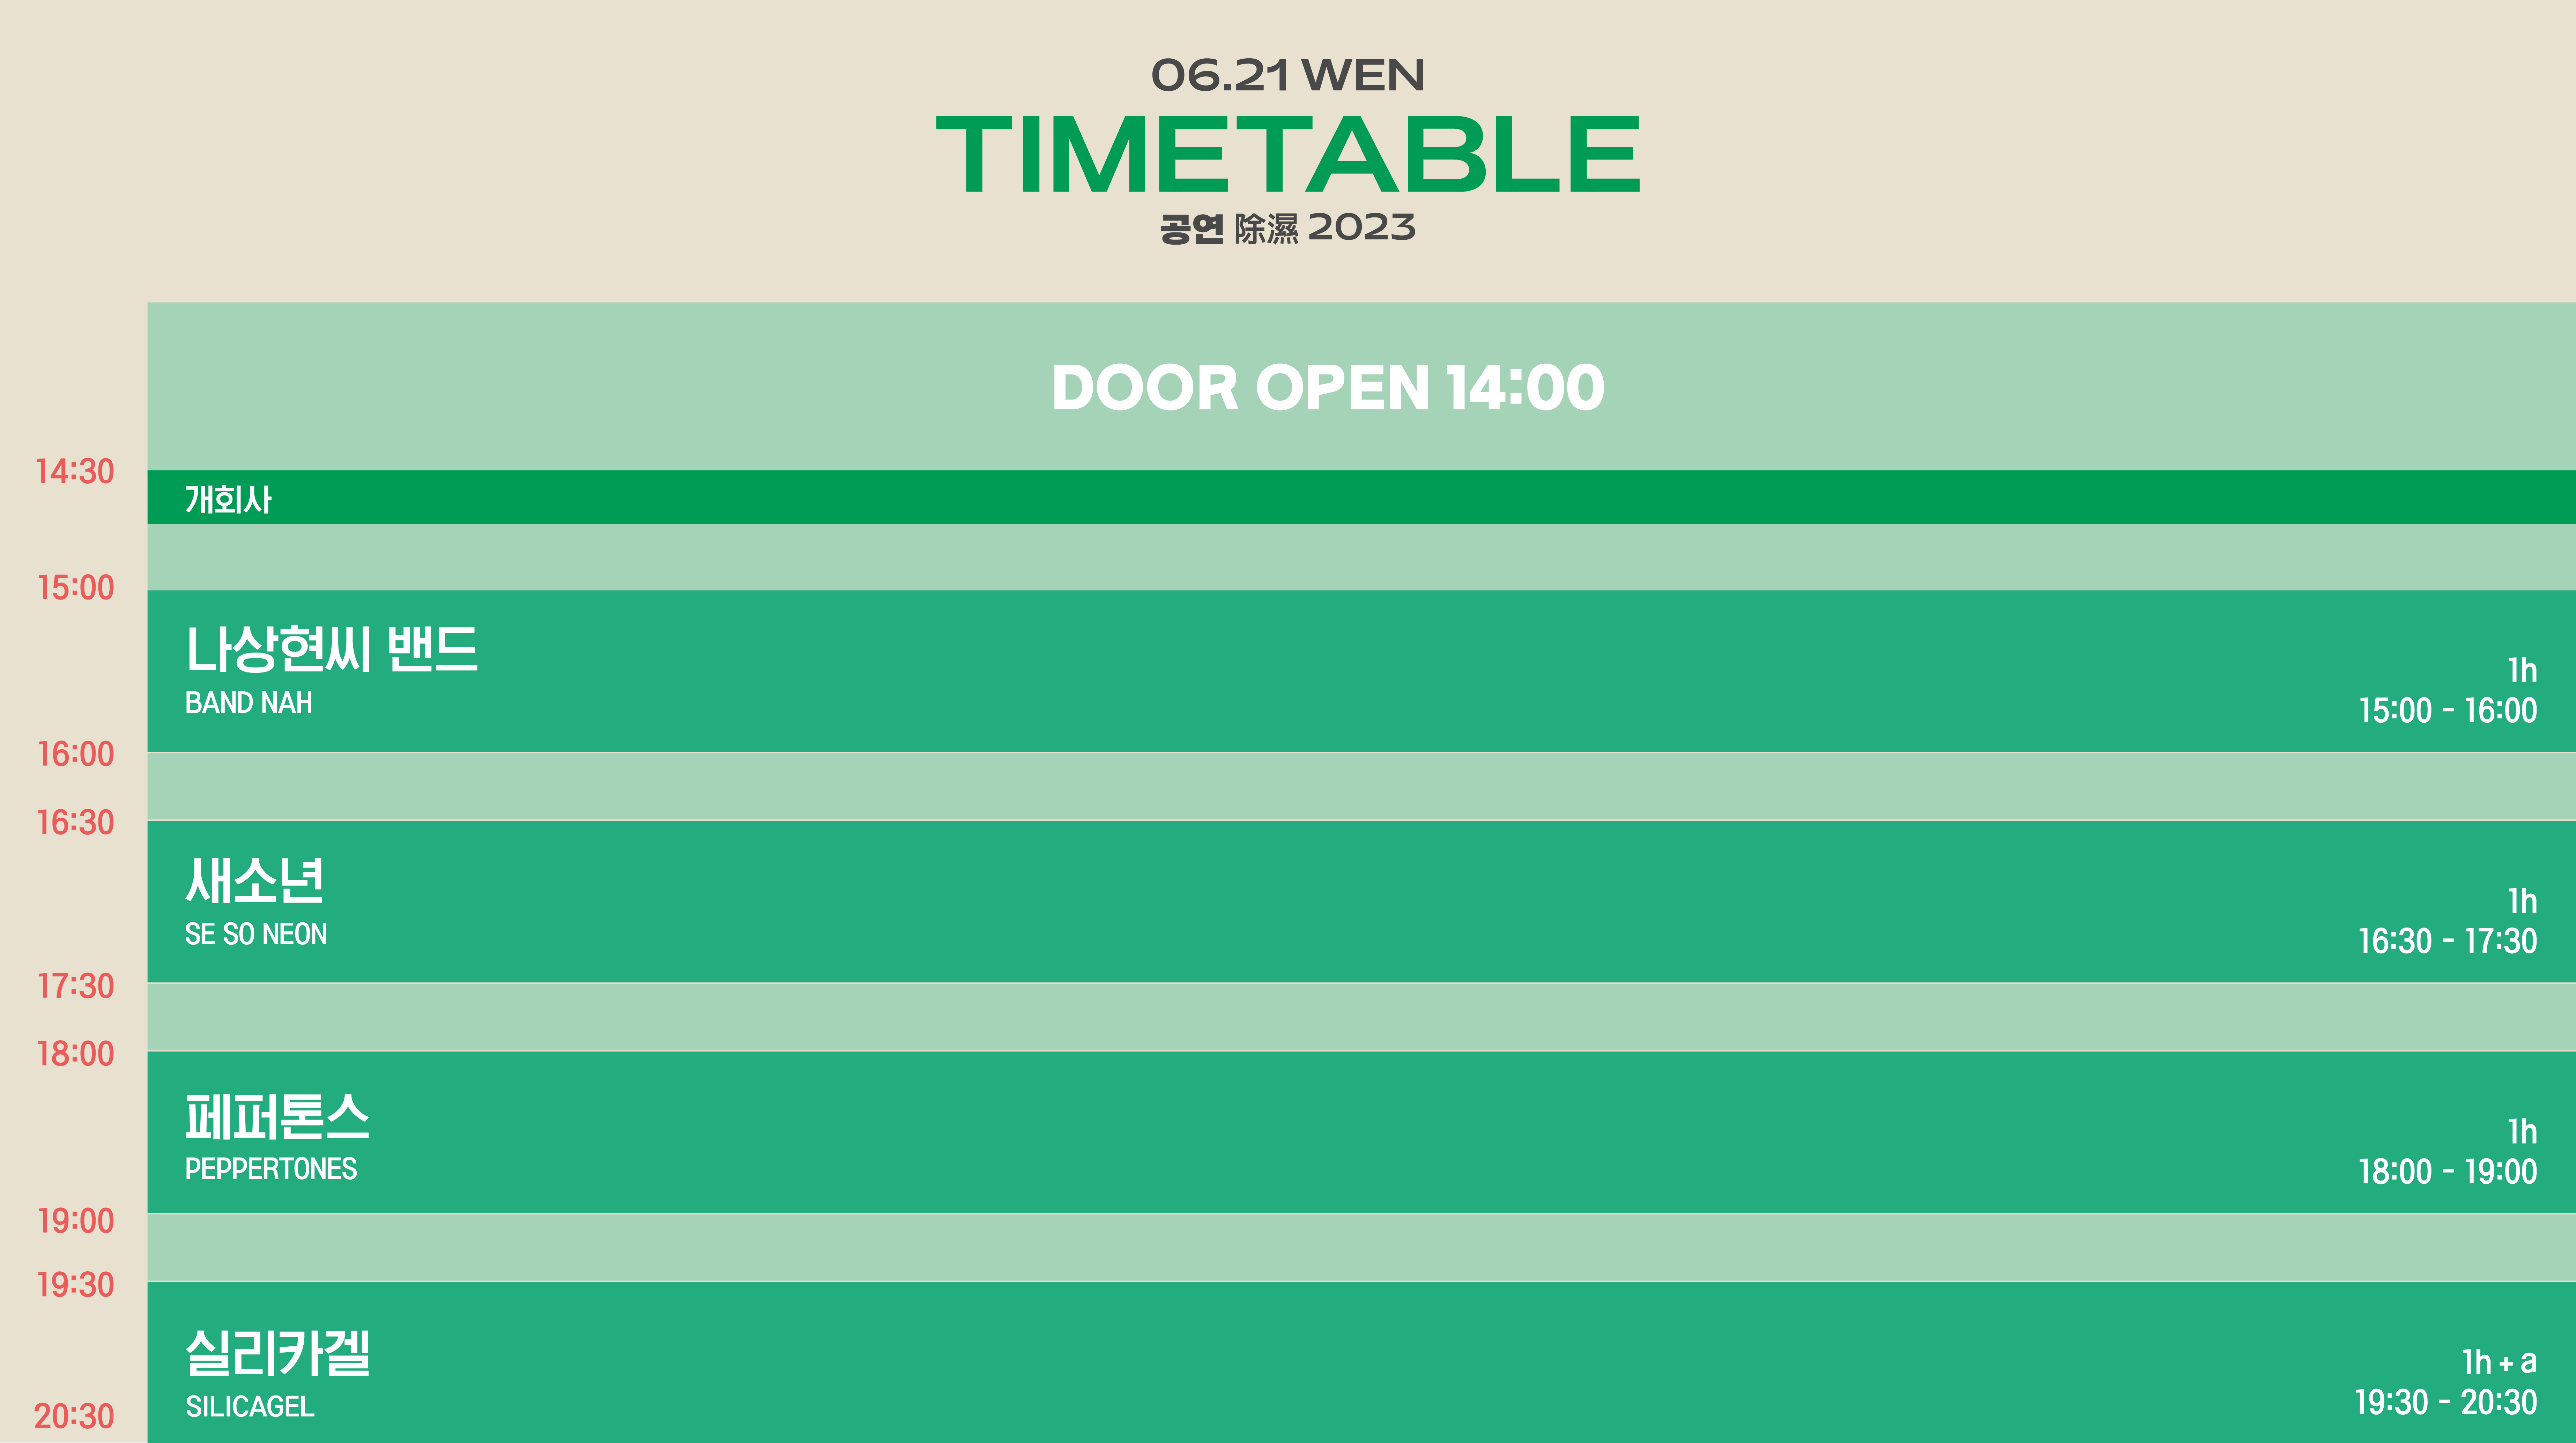 06.21 WEN
TIMETABLE
공연 除濕 2023
DOOR OPEN 14:00
14:30
개회사
15:00
나상현씨 밴드
BAND NAH
1h
15:00 - 16:00
16:00
16:30
새소년
SE SO NEON
1h
16:30 - 17:30
17:30
18:00
페퍼톤스
PEPPERTONES
1h
18:00 - 19:00
19:00
19:30
실리카겔
SILICAGEL
1h + a
19:30 - 20:30
20:30